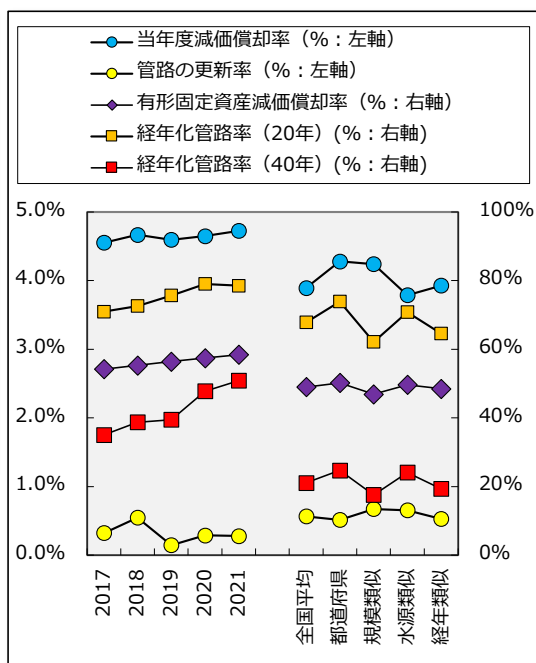 当年度減価償却率（%：左軸）
管路の更新率（%：左軸）
有形固定資産減価償却率（%：右軸）
経年化管路率（20年）(%：右軸)
経年化管路率（40年）(%：右軸)
5.0% 100%
4.0% 80%
3.0% 60%
2.0% 40%
1.0% 20%
0.0% 0%
2017
2018
2019
2020
2021
全国平均
都道府県
規模類似
水源類似
経年類似